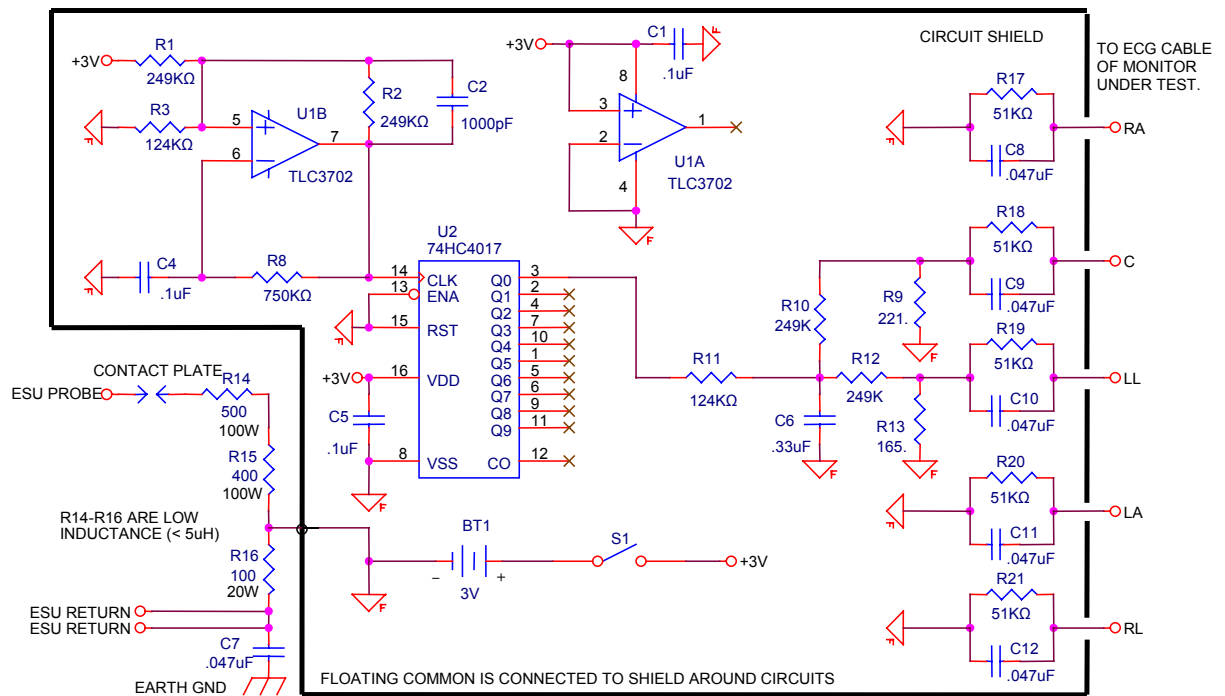 R1
+3V
249KΩ
R3
124KΩ
5
6
U1B
7
TLC3702
R2
249KΩ
C2
1000pF
C4
.1uF
R8
750KΩ
F
F
+3V
C1
.1uF
F
8
3
2
1
4
U1A
TLC3702
F
CIRCUIT SHIELD
TO ECG CABLE
OF MONITOR
UNDER TEST.
R17
51KΩ
C8
.047uF
RA
F
U2
74HC4017
14
13
15
16
8
CLK
ENA
RST
VDD
VSS
Q0
Q1
Q2
Q3
Q4
Q5
Q6
Q7
Q8
Q9
CO
3
2
4
7
10
1
5
6
9
11
12
F
+3V
C5
.1uF
F
R18
51KΩ
C9
.047uF
C
R10
249K
R9
221.
F
R19
51KΩ
C10
.047uF
LL
R11
124KΩ
R12
249K
C6
.33uF
F
R13
165.
F
R20
51KΩ
C11
.047uF
LA
F
R21
51KΩ
C12
.047uF
RL
F
CONTACT PLATE
ESU PROBE
R14
500
100W
R15
400
100W
R14-R16 ARE LOW
INDUCTANCE (< 5uH)
R16
100
20W
ESU RETURN
ESU RETURN
C7
.047uF
EARTH GND
F
BT1
−
+
3V
S1
+3V
FLOATING COMMON IS CONNECTED TO SHIELD AROUND CIRCUITS